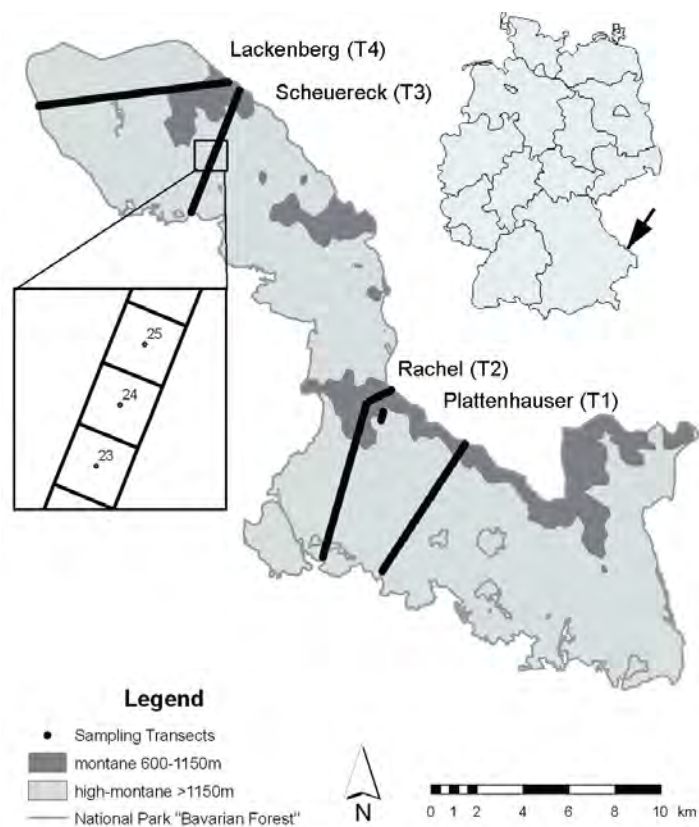 Lackenberg (T4)
Scheuereck (T3)
25
24
23
Rachel (T2)
Plattenhauser (T1)
Legend
Sampling Transects
montane 600-1150m
high-montane >1150m
National Park "Bavarian Forest"
N
0 1 2 4 6 8 10 km